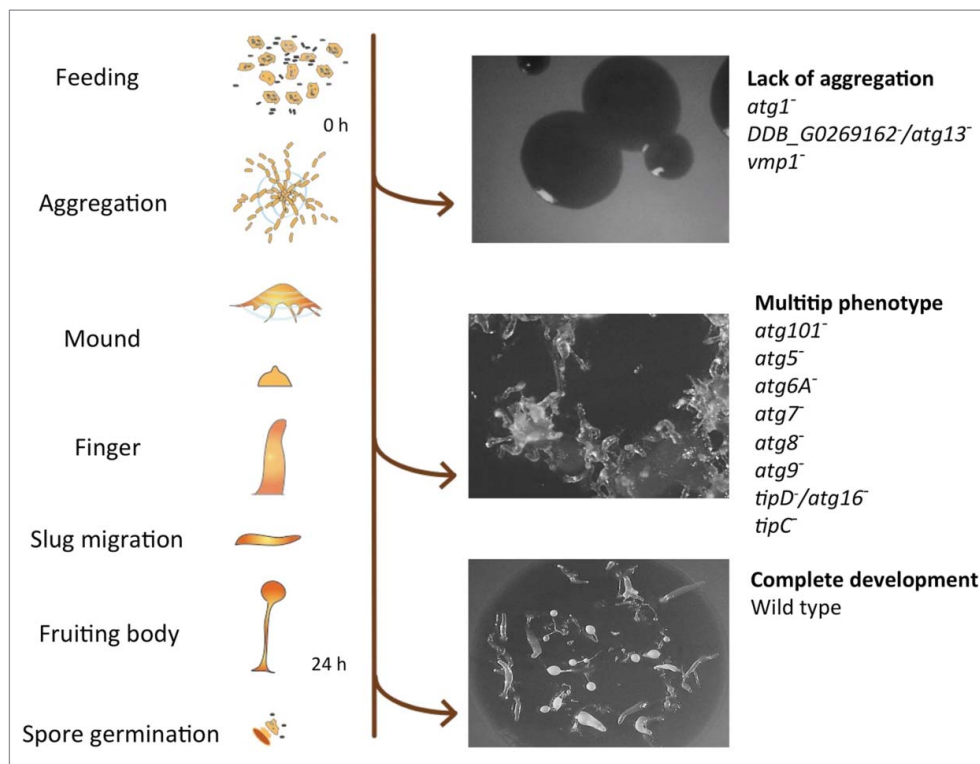 Feeding
0 h
Aggregation
Mound
Finger
Slug migration
Fruiting body
24 h
Spore germination
Lack of aggregation
atg1⁻
DDB_G0269162⁻/atg13⁻
vmp1⁻
Multitip phenotype
atg101⁻
atg5⁻
atg6A⁻
atg7⁻
atg8⁻
atg9⁻
tipD⁻/atg16⁻
tipC⁻
Complete development
Wild type